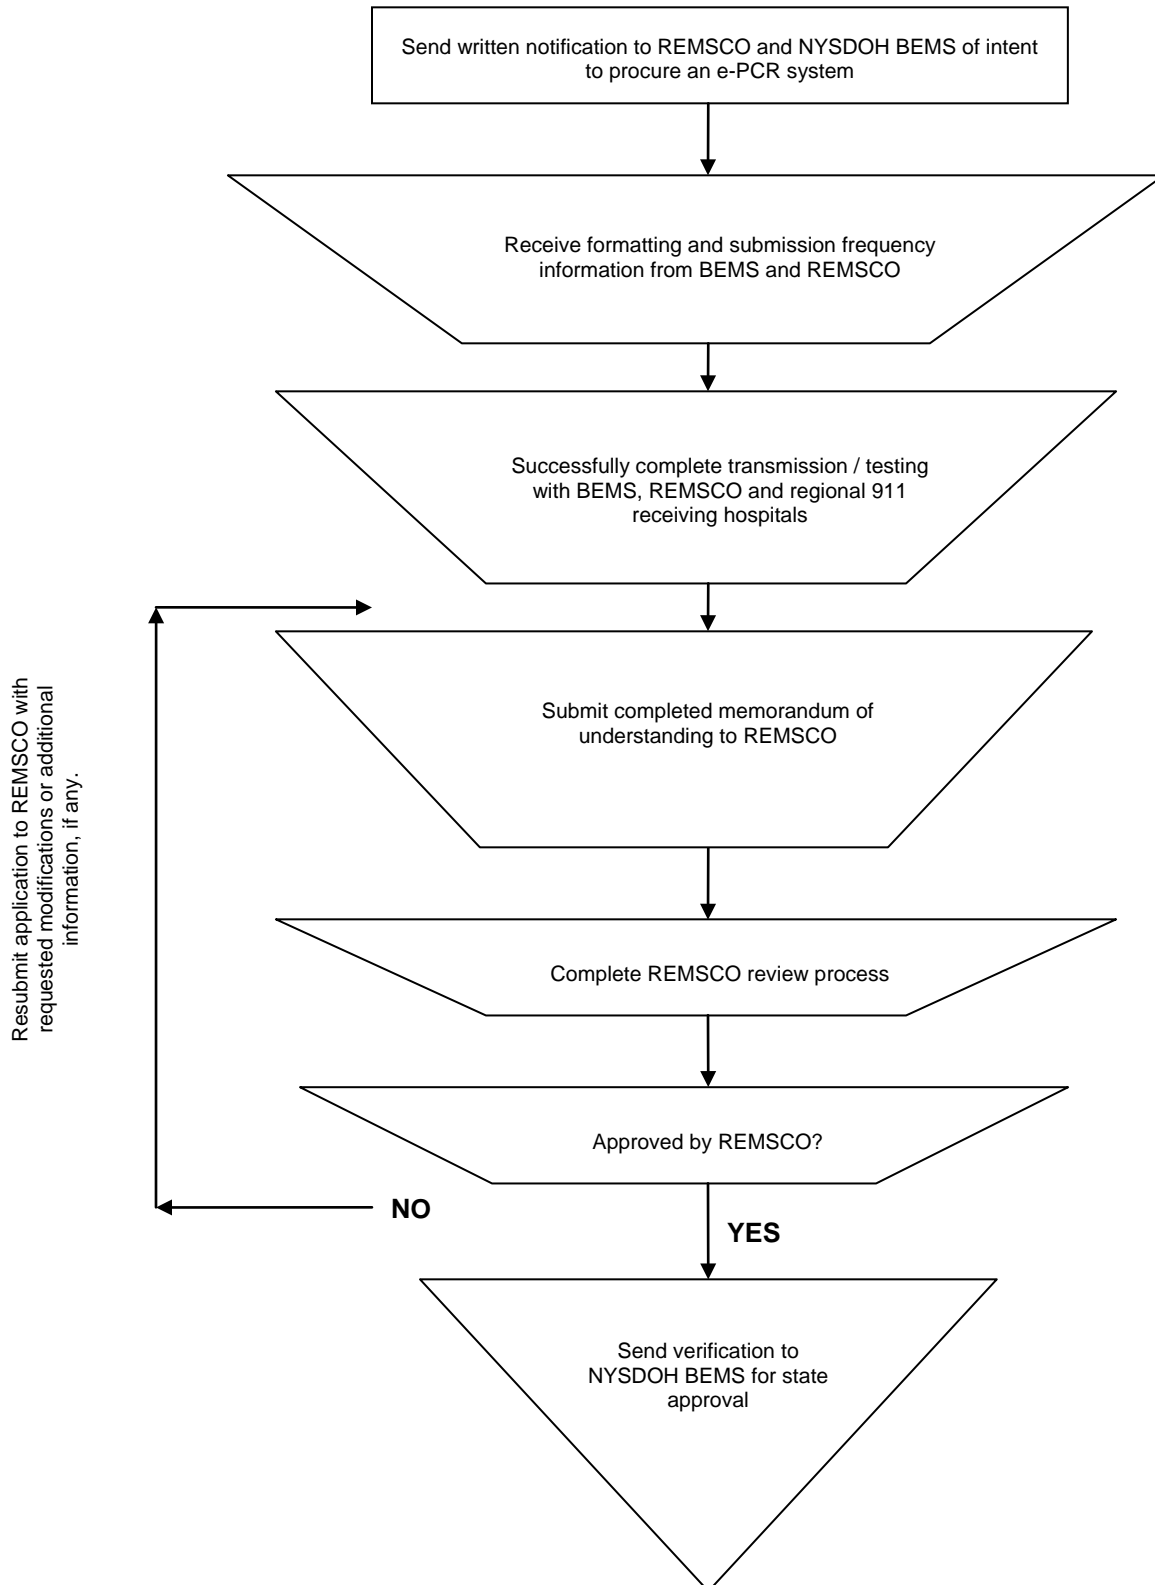 Send written notification to REMSCO and NYSDOH BEMS of intent
to procure an e-PCR system
Receive formatting and submission frequency
information from BEMS and REMSCO
Successfully complete transmission / testing
with BEMS, REMSCO and regional 911
receiving hospitals
Resubmit application to REMSCO with
requested modifications or additional
information, if any.
Submit completed memorandum of
understanding to REMSCO
Complete REMSCO review process
Approved by REMSCO?
NO
YES
Send verification to
NYSDOH BEMS for state
approval